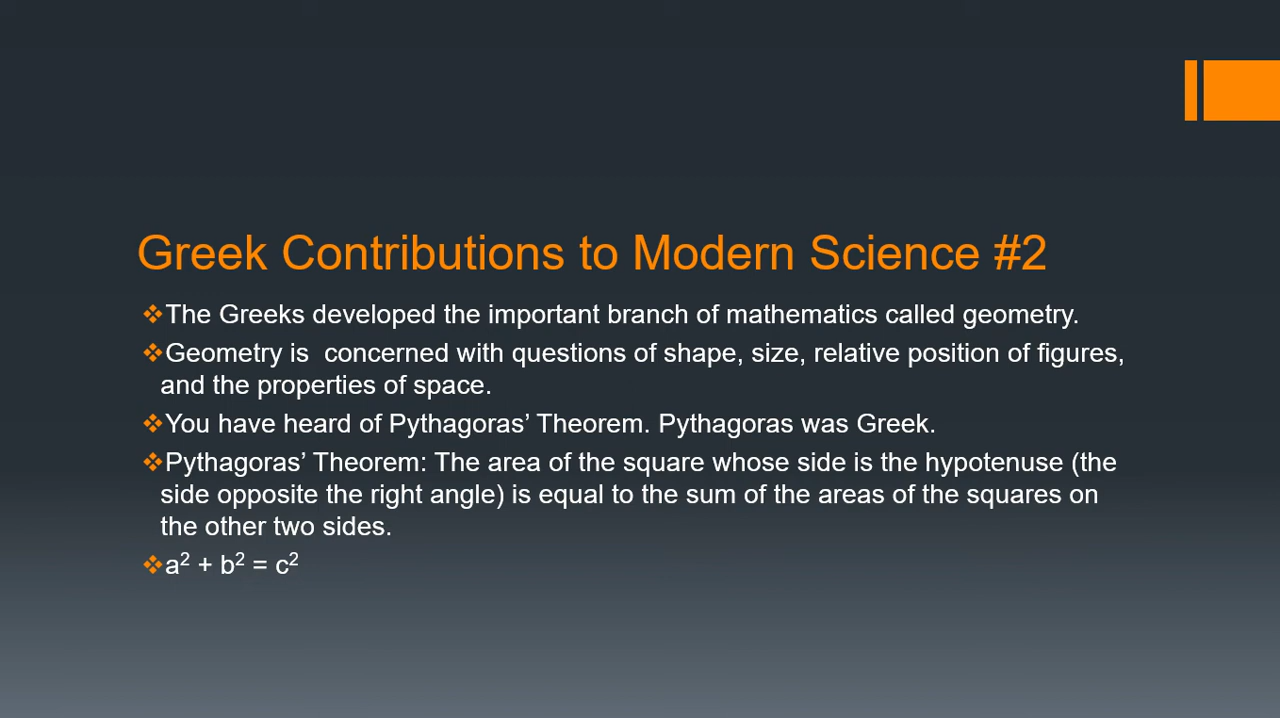 Greek Contributions to Modern Science #2
❖The Greeks developed the important branch of mathematics called geometry.
❖Geometry is  concerned with questions of shape, size, relative position of figures,
and the properties of space.
❖You have heard of Pythagoras’ Theorem. Pythagoras was Greek.
❖Pythagoras’ Theorem: The area of the square whose side is the hypotenuse (the
side opposite the right angle) is equal to the sum of the areas of the squares on
the other two sides.
❖a² + b² = c²